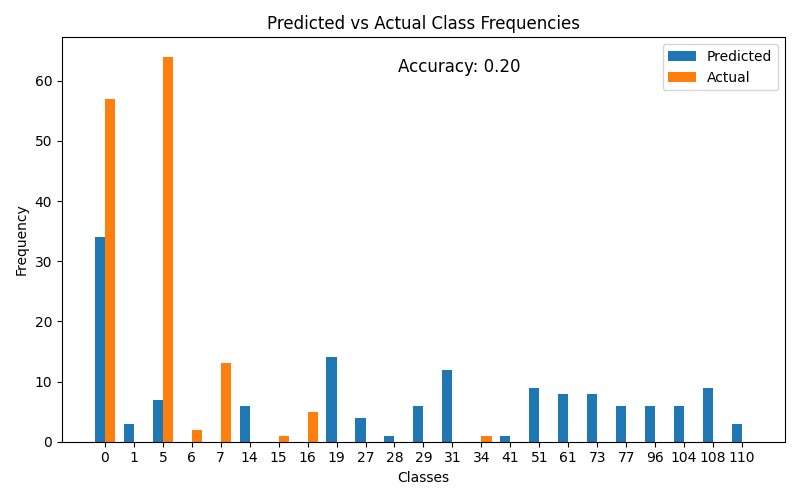 Predicted vs Actual Class Frequencies
Accuracy: 0.20
Predicted
Actual
Frequency
60
50
40
30
20
10
0
0 1 5 6 7 14 15 16 19 27 28 29 31 34 41 51 61 73 77 96 104 108 110
Classes